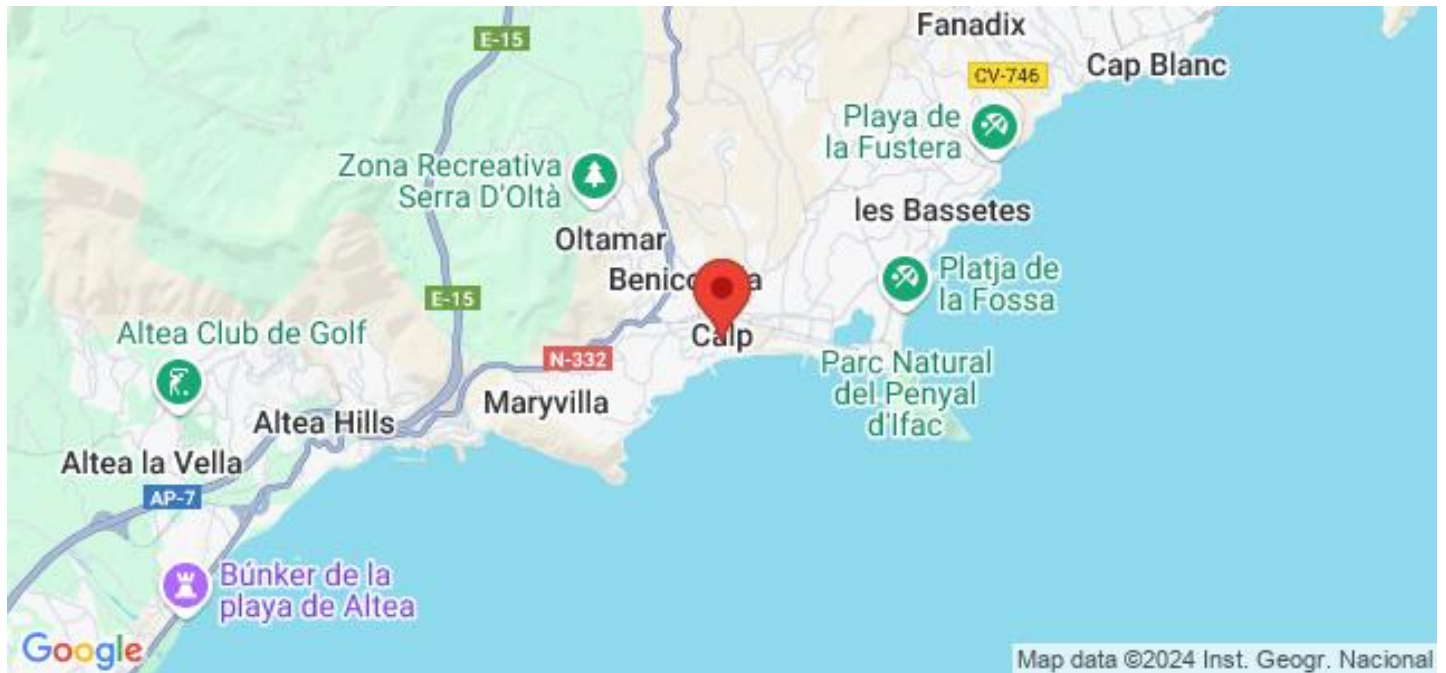 Fanadix
E-15
Cap Blanc
CV-746
Playa de
la Fustera
Zona Recreativa
Serra D'Oltà
les Bassetes
Oltamar
Platja de
la Fossa
E-15
Altea Club de Golf
Calp
N-332
Parc Natural
del Penyal
d'Ifac
Maryvilla
Altea Hills
Altea la Vella
AP-7
Búnker de la
playa de Altea
Google
Map data ©2024 Inst. Geogr. Nacional